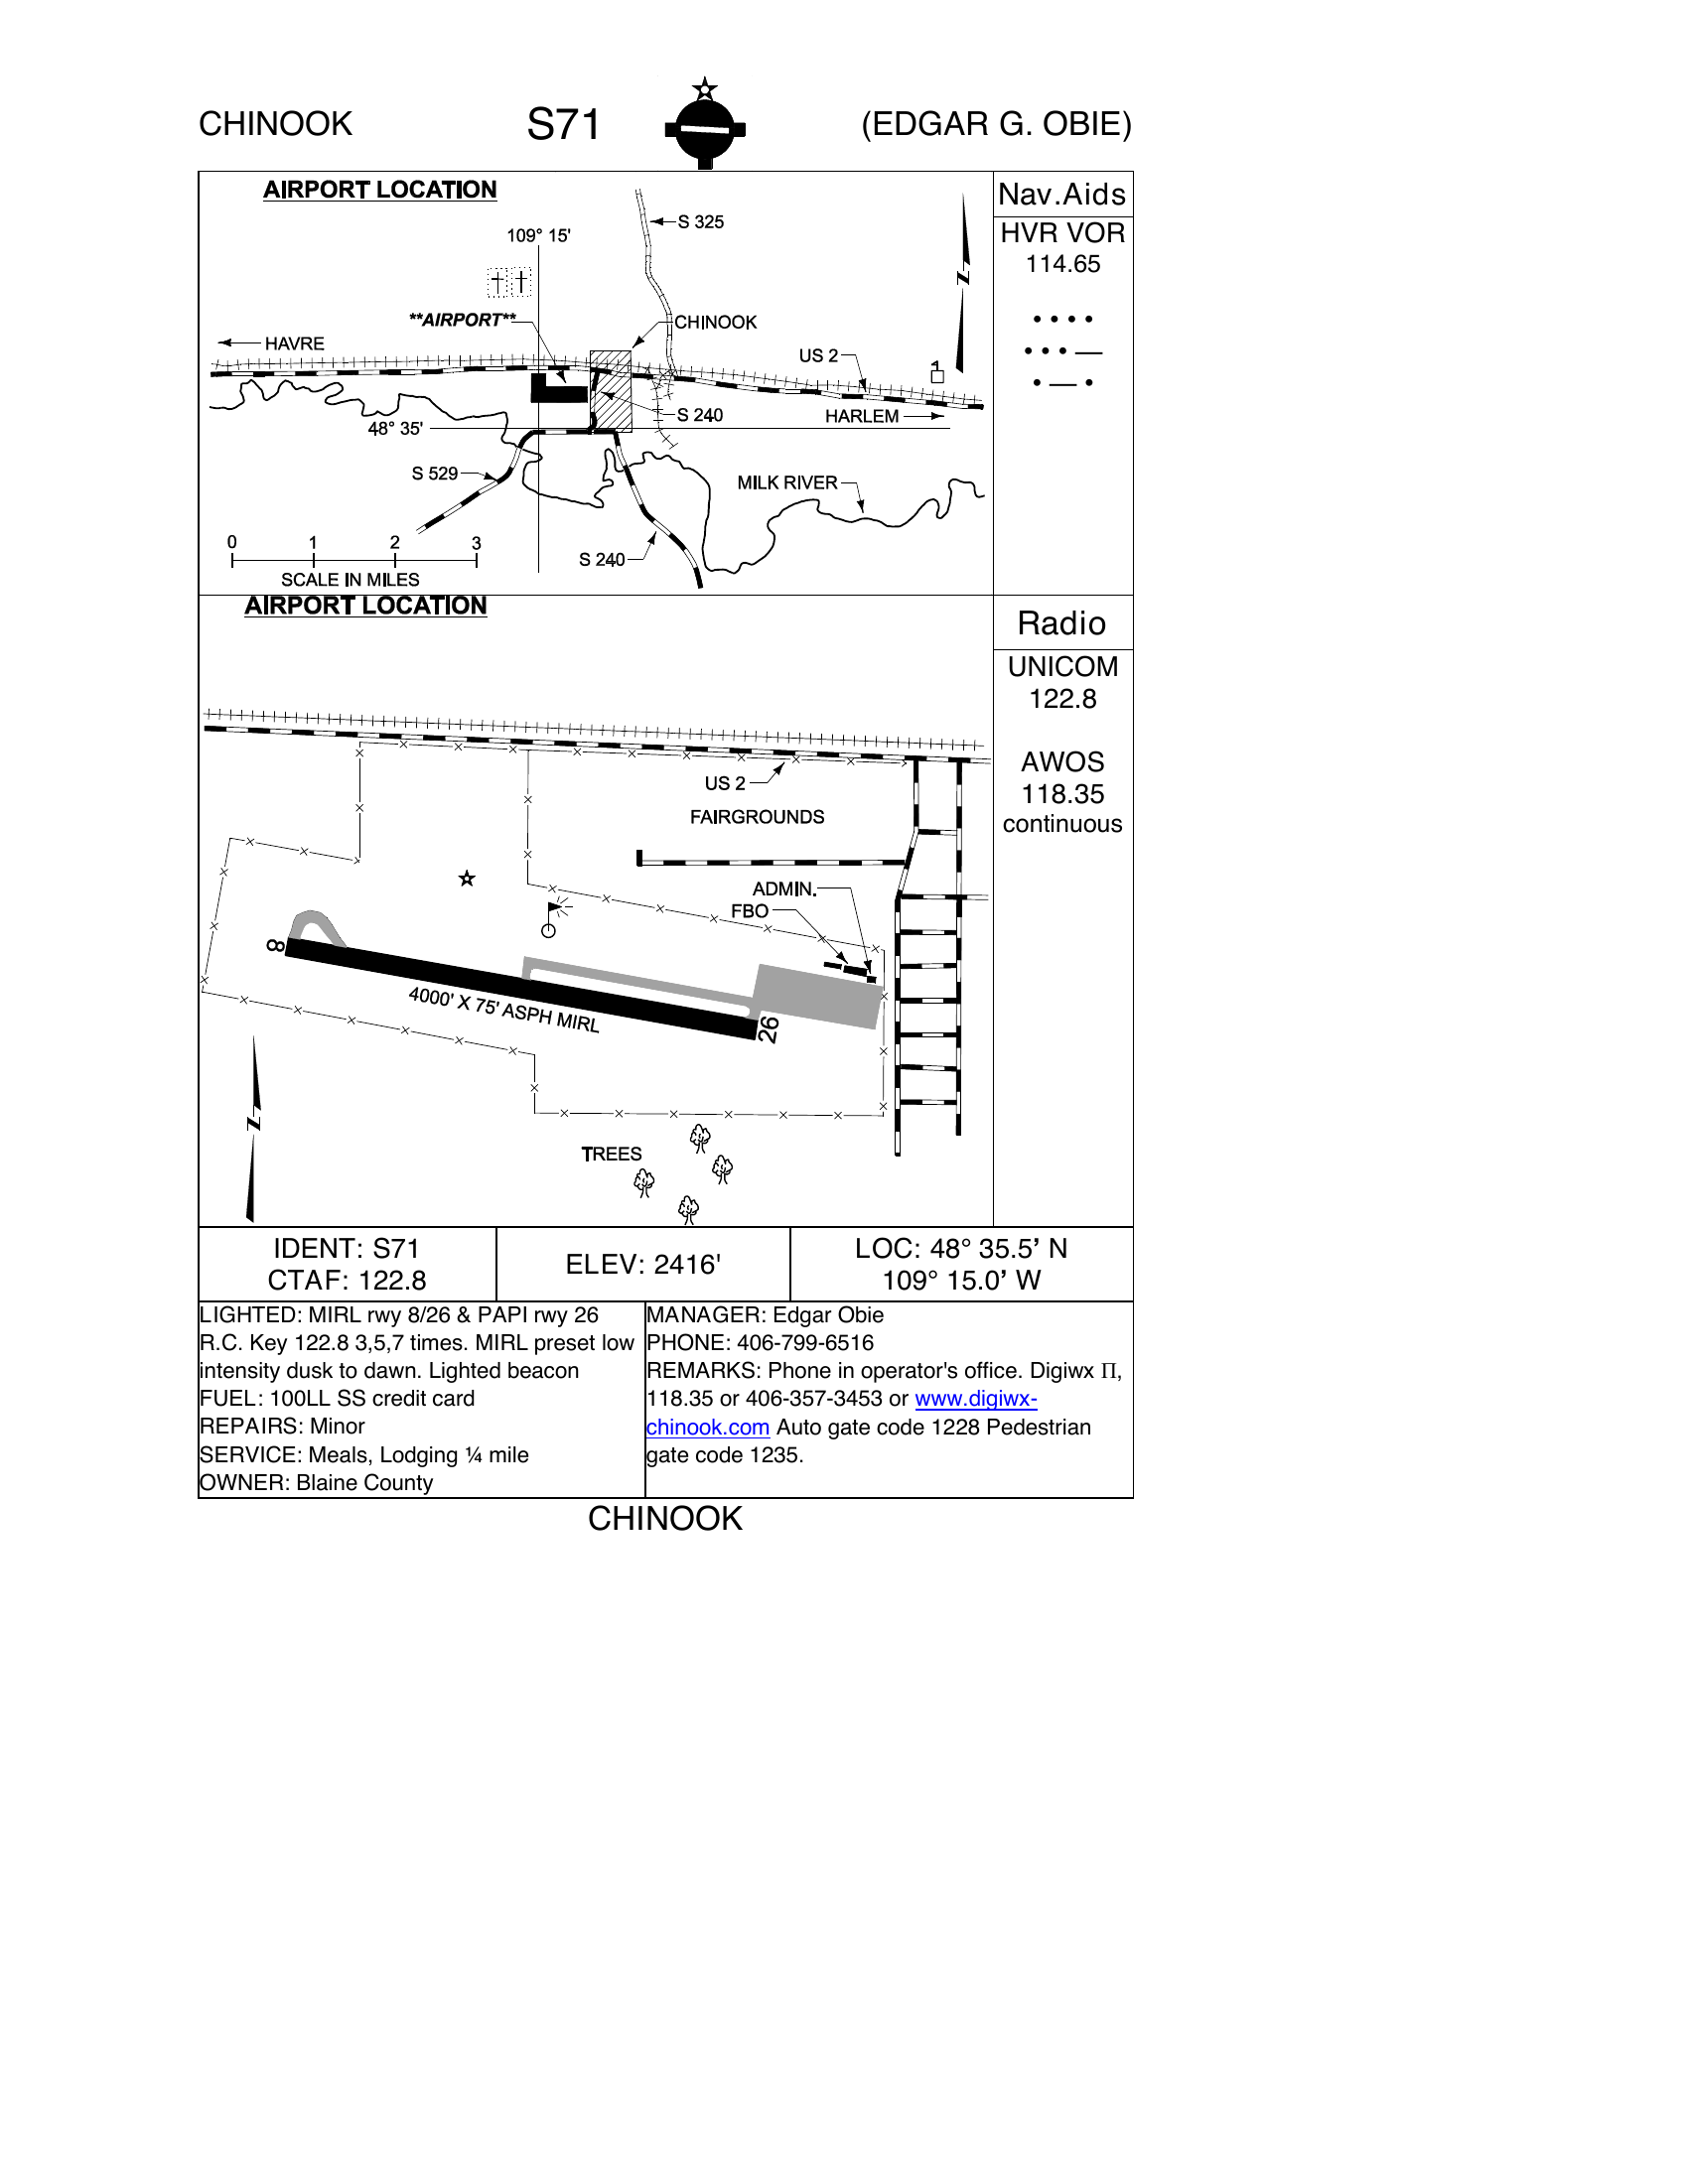 CHINOOK S71 (EDGAR G. OBIE)
AIRPORT LOCATION
S 325
109° 15'
**AIRPORT**
CHINOOK
HAVRE
US 2
1
S 240
HARLEM
48° 35'
S 529
MILK RIVER
0 1 2 3
S 240
SCALE IN MILES
N
Nav.Aids
HVR VOR
114.65
AIRPORT LOCATION
US 2
FAIRGROUNDS
ADMIN.
FBO
8
4000' X 75' ASPH MIRL
26
N
TREES
Radio
UNICOM
122.8
AWOS
118.35
continuous
IDENT: S71
CTAF: 122.8
ELEV: 2416'
LOC: 48° 35.5’ N
109° 15.0’ W
LIGHTED: MIRL rwy 8/26 & PAPI rwy 26
R.C. Key 122.8 3,5,7 times. MIRL preset low
intensity dusk to dawn. Lighted beacon
FUEL: 100LL SS credit card
REPAIRS: Minor
SERVICE: Meals, Lodging ¼ mile
OWNER: Blaine County
MANAGER: Edgar Obie
PHONE: 406-799-6516
REMARKS: Phone in operator's office. Digiwx Π,
118.35 or 406-357-3453 or www.digiwx-
chinook.com Auto gate code 1228 Pedestrian
gate code 1235.
CHINOOK